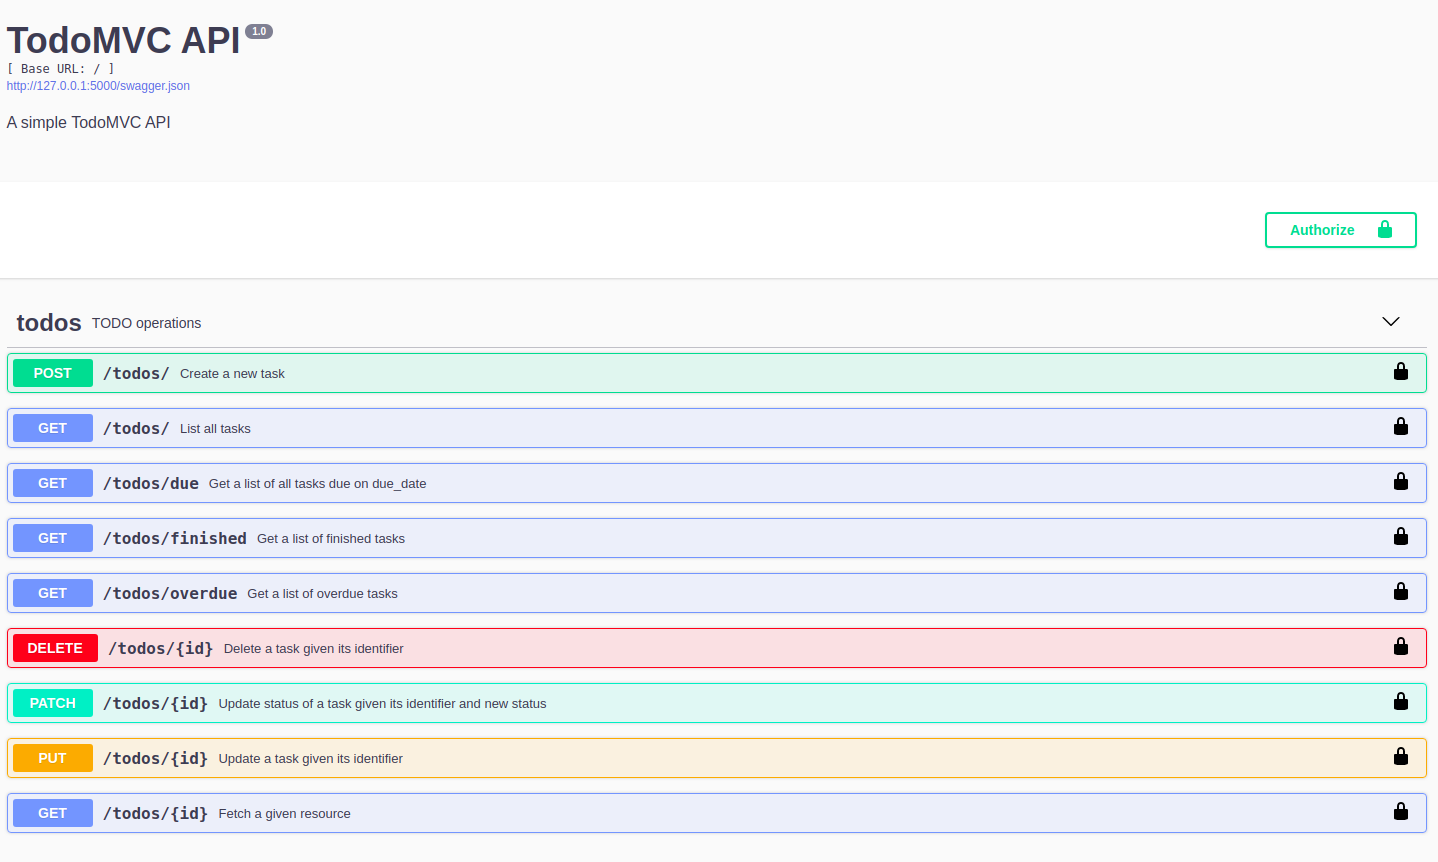 TodoMVC API 1.0
[ Base URL: / ]
http://127.0.0.1:5000/swagger.json
A simple TodoMVC API
Authorize
todos TODO operations
POST /todos/ Create a new task
GET /todos/ List all tasks
GET /todos/due Get a list of all tasks due on due_date
GET /todos/finished Get a list of finished tasks
GET /todos/overdue Get a list of overdue tasks
DELETE /todos/{id} Delete a task given its identifier
PATCH /todos/{id} Update status of a task given its identifier and new status
PUT /todos/{id} Update a task given its identifier
GET /todos/{id} Fetch a given resource